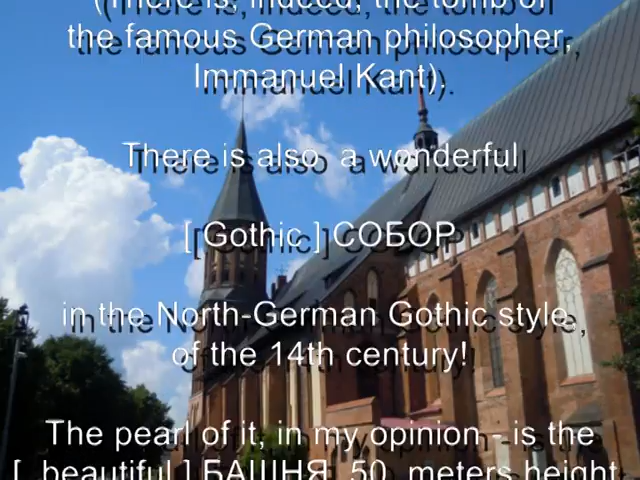 (There is, indeed, the tomb of
the famous German philosopher,
Immanuel Kant).
There is also a wonderful
[ Gothic ] СОБОР
in the North-German Gothic style,
of the 14th century!
The pearl of it, in my opinion - is the
[ beautiful ] БАШНЯ 50 meters height